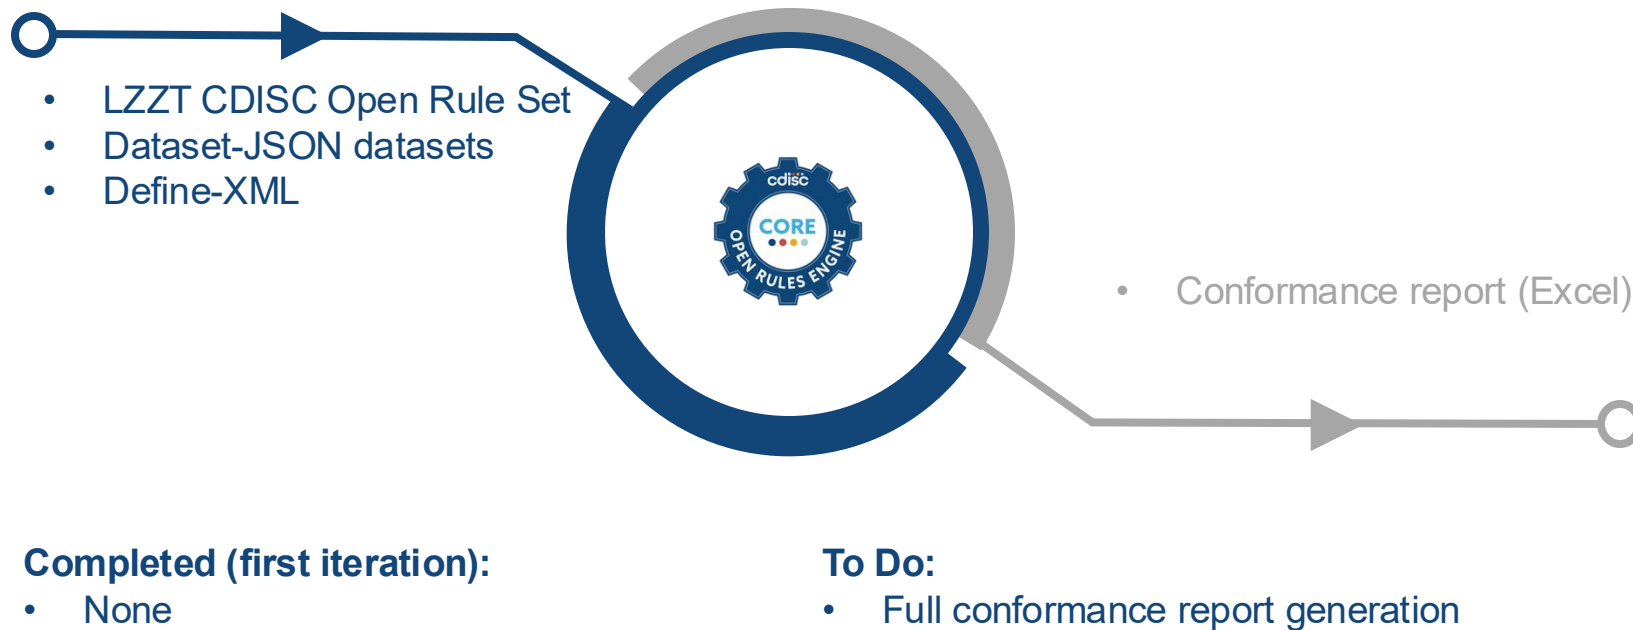 • LZZT CDISC Open Rule Set
• Dataset-JSON datasets
• Define-XML
cdisc
CORE
OPEN RULES ENGINE
• Conformance report (Excel)
Completed (first iteration):
• None
To Do:
• Full conformance report generation